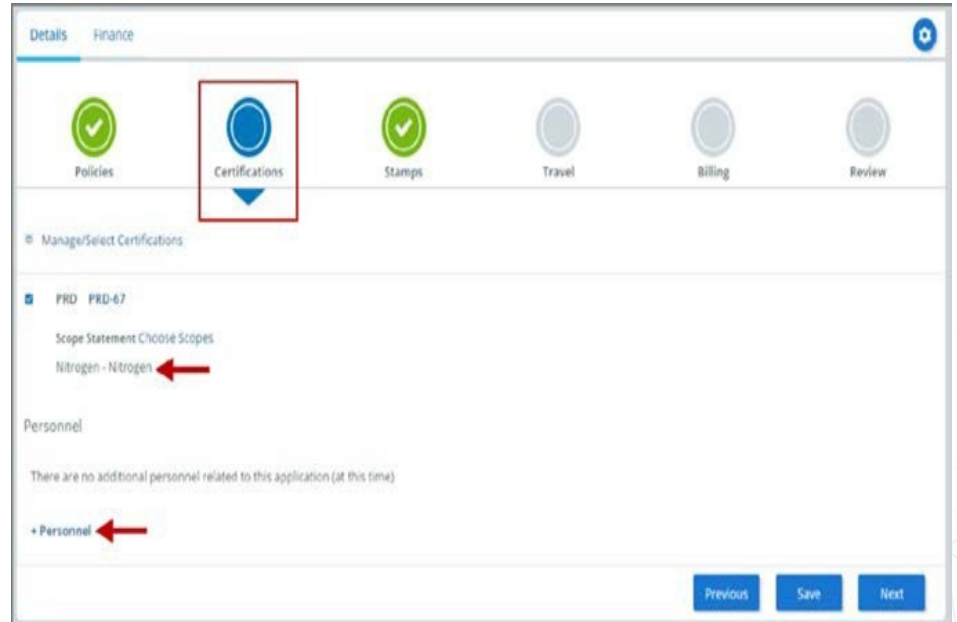 Details Finance
Policies Certifications Stamps Travel Billing Review
Manage/Select Certifications
PRD PRD-67
Scope Statement Choose Scopes
Nitrogen - Nitrogen
Personnel
There are no additional personnel related to this application (at this time)
+ Personnel
Previous Save Next